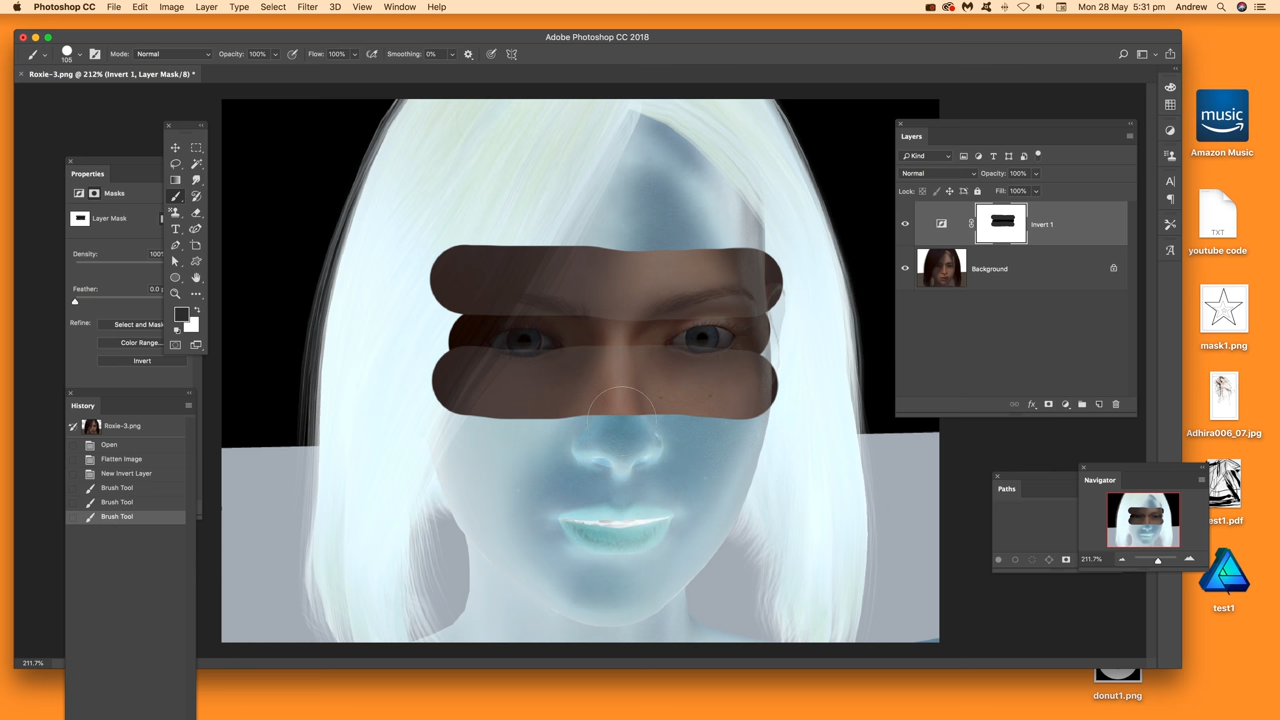 Photoshop CC File Edit Image Layer Type Select Filter 3D View Window Help Mon 28 May 5:31 pm Andrew
Adobe Photoshop CC 2018
105 Mode: Normal Opacity: 100% Flow: 100% Smoothing: 0%
Roxie-3.png @ 212% (Invert 1, Layer Mask/8) *
Properties
Masks
Layer Mask
Density: 100%
Feather: 0.0 p
Refine: Select and Mask
Color Range...
Invert
History
Roxie-3.png
Open
Flatten Image
New Invert Layer
Brush Tool
Brush Tool
Brush Tool
Layers
Kind
Normal Opacity: 100%
Lock: Fill: 100%
Invert 1
Background
Paths
Navigator
211.7%
211.7%
music
Amazon Music
TXT
youtube code
mask1.png
Adhira006_07.jpg
est1.pdf
test1
donut1.png